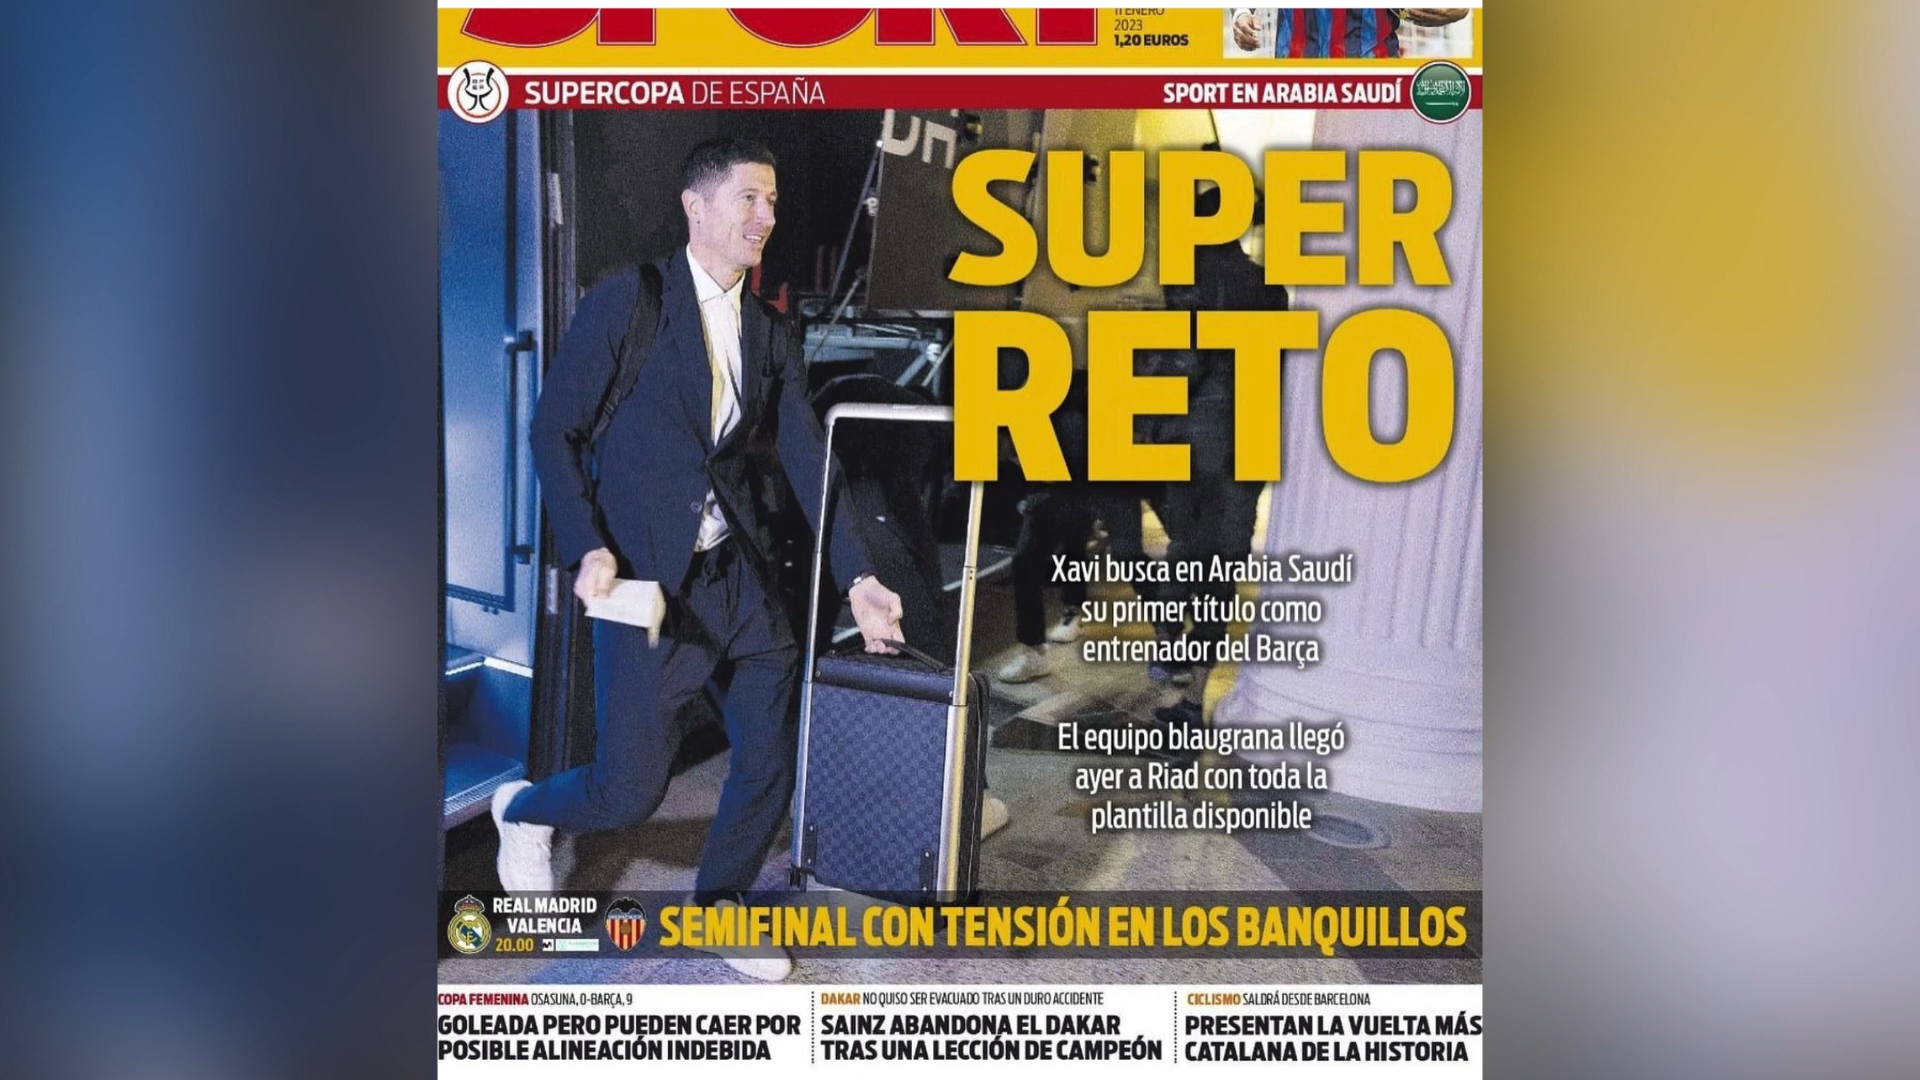 SPORT
11 ENERO
2023
1,20 EUROS
SUPERCOPA DE ESPAÑA
SPORT EN ARABIA SAUDÍ
SUPER
RETO
Xavi busca en Arabia Saudí
su primer título como
entrenador del Barça
El equipo blaugrana llegó
ayer a Riad con toda la
plantilla disponible
REAL MADRID
VALENCIA
20.00
SEMIFINAL CON TENSIÓN EN LOS BANQUILLOS
COPA FEMENINA OSASUNA, 0-BARÇA, 9
GOLEADA PERO PUEDEN CAER POR
POSIBLE ALINEACIÓN INDEBIDA
DAKAR NO QUISO SER EVACUADO TRAS UN DURO ACCIDENTE
SAINZ ABANDONA EL DAKAR
TRAS UNA LECCIÓN DE CAMPEÓN
CICLISMO SALDRÁ DESDE BARCELONA
PRESENTAN LA VUELTA MÁS
CATALANA DE LA HISTORIA